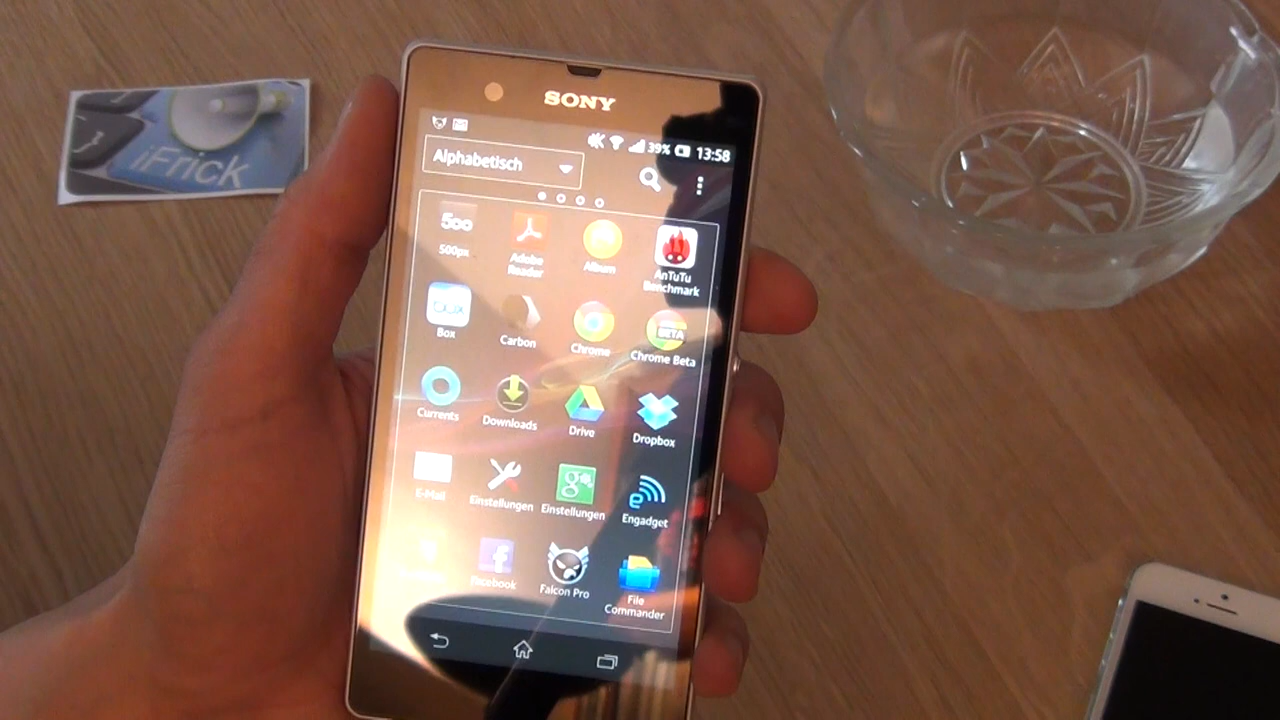 SONY
39% 13:58
iFrick
Alphabetisch
500
500px
Adobe
Reader
Album
AnTuTu
Benchmark
Box
Carbon
Chrome
BETA
Chrome Beta
Currents
Downloads
Drive
Dropbox
E-Mail
Einstellungen
Einstellungen
Engadget
Facebook
Falcon Pro
File
Commander